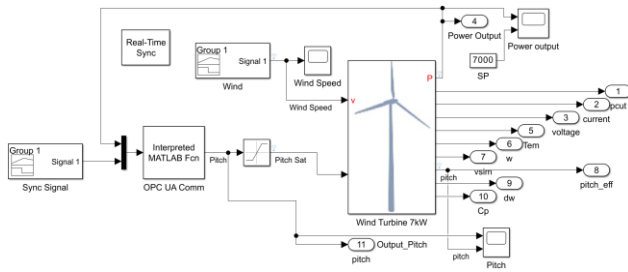 Real-Time
Sync
Group 1
Signal 1
Wind
Wind Speed
Wind Speed
4
Power Output
7000
SP
Power output
P
v
1
pcut
2
current
3
voltage
5
Tem
6
w
7
vsim
pitch
8
pitch_eff
9
dw
10
Cp
Group 1
Signal 1
Sync Signal
Interpreted
MATLAB Fcn
OPC UA Comm
Pitch
Pitch Sat
Wind Turbine 7kW
11
Output_Pitch
pitch
pitch
Pitch